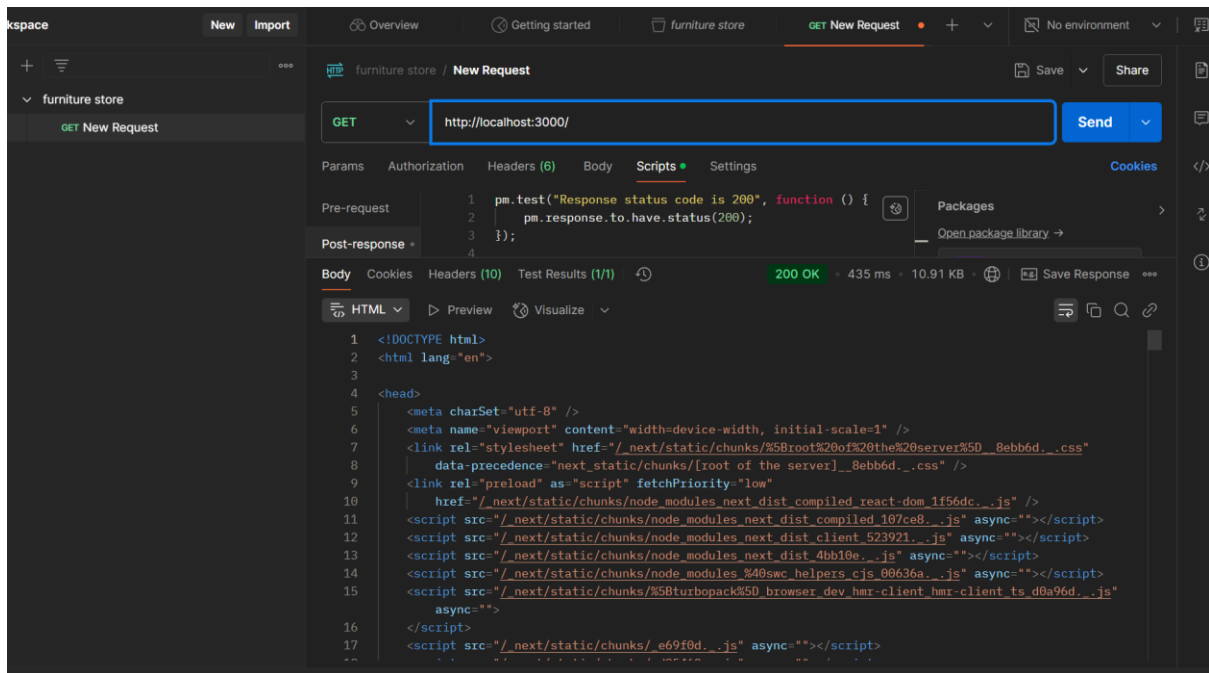 kspace New Import Overview Getting started furniture store GET New Request No environment
furniture store / New Request Save Share
furniture store
GET New Request
GET http://localhost:3000/ Send
Params Authorization Headers (6) Body Scripts Settings Cookies
Pre-request
Post-response
1 pm.test("Response status code is 200", function () {
2 pm.response.to.have.status(200);
3 });
4
Packages
Open package library →
Body Cookies Headers (10) Test Results (1/1) 200 OK 435 ms 10.91 KB Save Response
HTML Preview Visualize
1 <!DOCTYPE html>
2 <html lang="en">
3
4 <head>
5 <meta charSet="utf-8" />
6 <meta name="viewport" content="width=device-width, initial-scale=1" />
7 <link rel="stylesheet" href="/_next/static/chunks/%5Broot%20of%20the%20server%5D__8ebb6d._.css"
8 data-precedence="next_static/chunks/[root of the server]__8ebb6d._.css" />
9 <link rel="preload" as="script" fetchPriority="low"
10 href="/_next/static/chunks/node_modules_next_dist_compiled_react-dom_1f56dc._.js" />
11 <script src="/_next/static/chunks/node_modules_next_dist_compiled_107ce8._.js" async=""></script>
12 <script src="/_next/static/chunks/node_modules_next_dist_client_523921._.js" async=""></script>
13 <script src="/_next/static/chunks/node_modules_next_dist_4bb10e._.js" async=""></script>
14 <script src="/_next/static/chunks/node_modules_%40swc_helpers_cjs_00636a._.js" async=""></script>
15 <script src="/_next/static/chunks/%5Bturbopack%5D_browser_dev_hmr-client_hmr-client_ts_d0a96d._.js"
async="">
16 </script>
17 <script src="/_next/static/chunks/_e69f0d._.js" async=""></script>